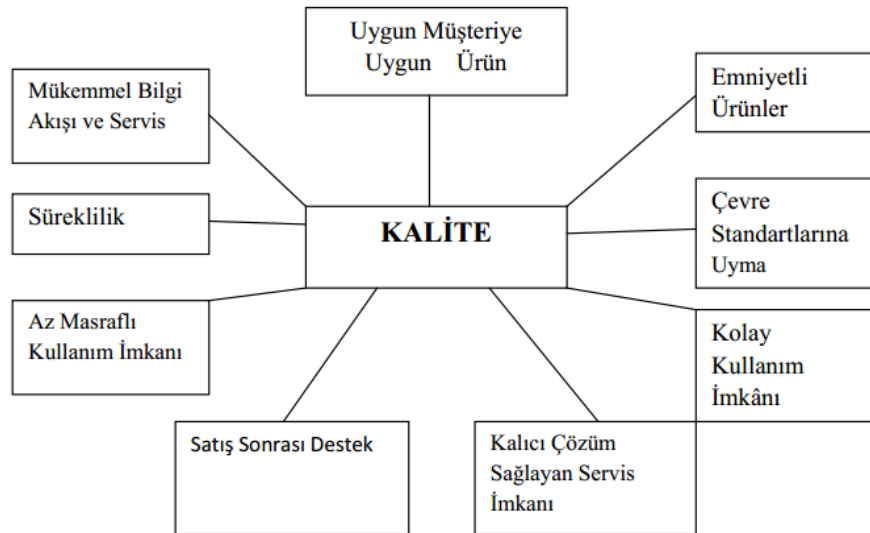 Uygun Müşteriye
Uygun Ürün
Mükemmel Bilgi
Akışı ve Servis
Emniyetli
Ürünler
Süreklilik
KALİTE
Çevre
Standartlarına
Uyma
Az Masraflı
Kullanım İmkanı
Kolay
Kullanım
İmkânı
Satış Sonrası Destek
Kalıcı Çözüm
Sağlayan Servis
İmkanı